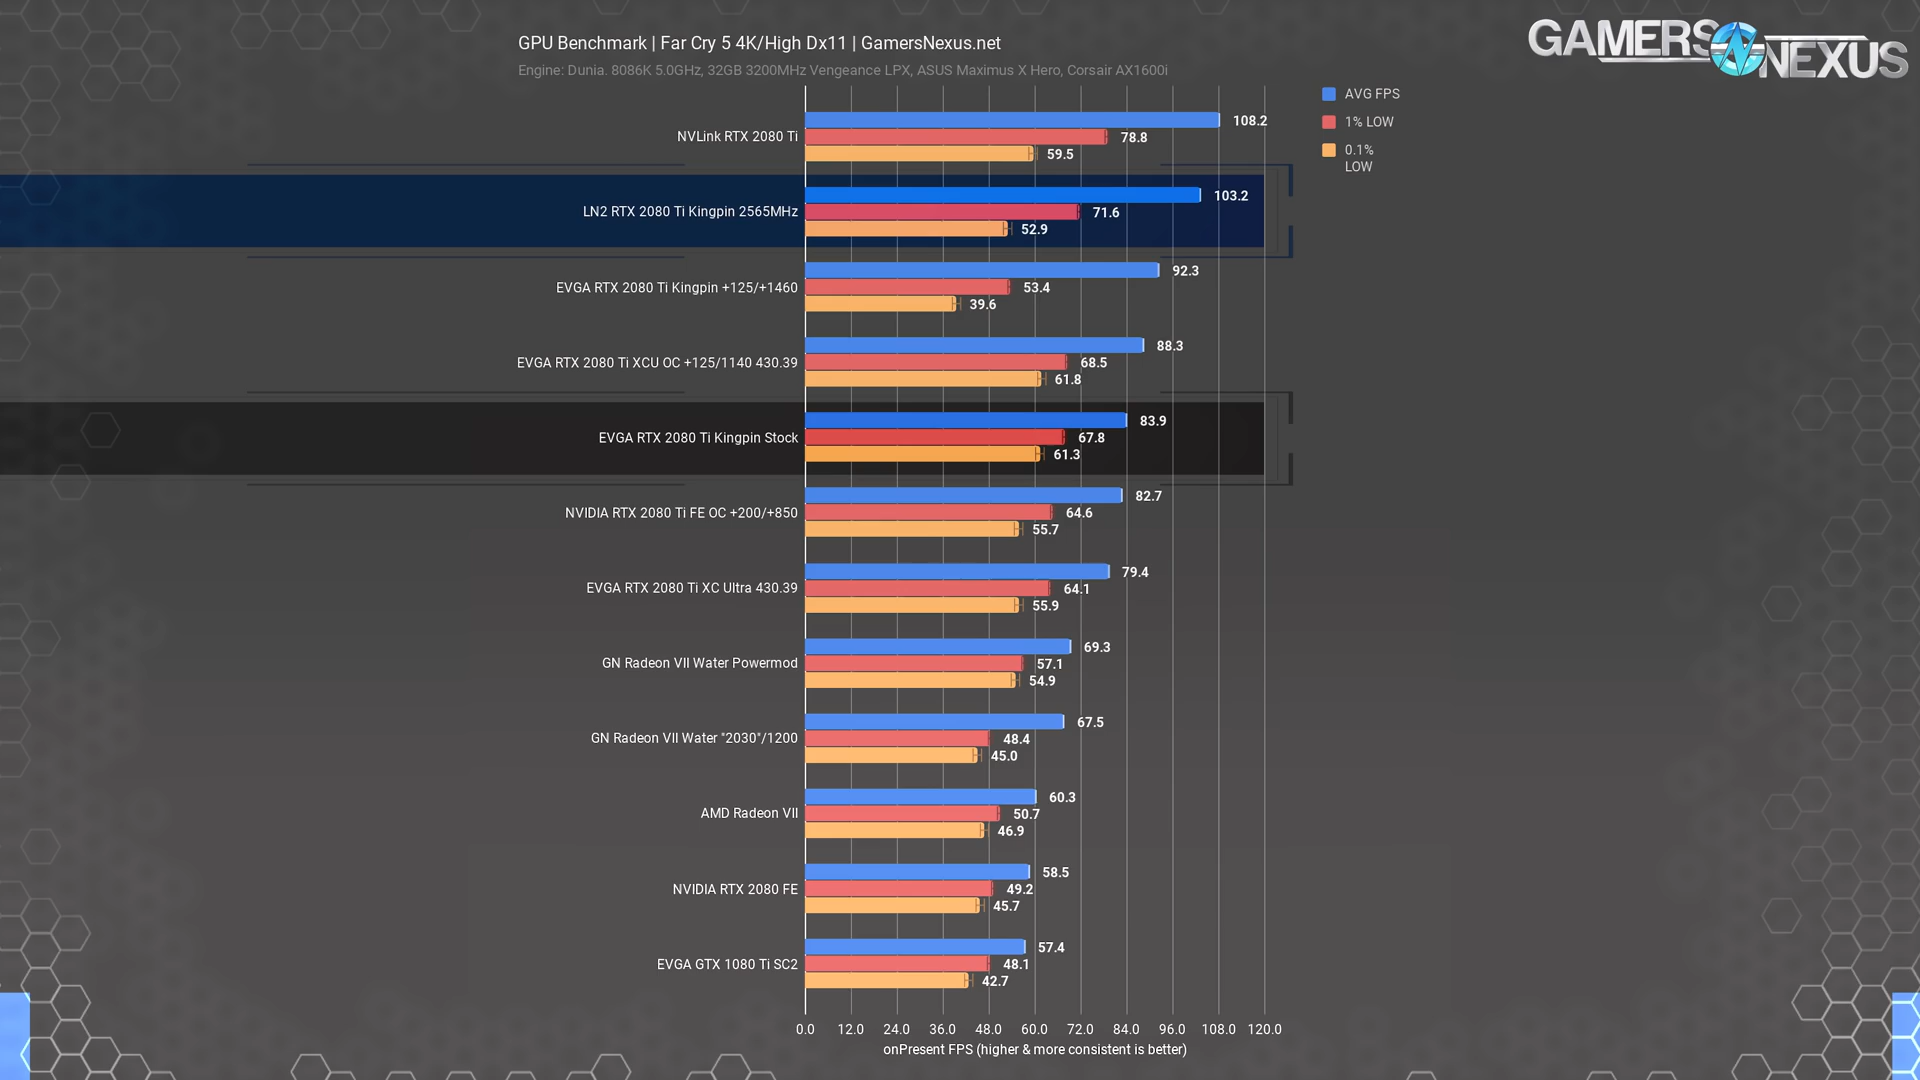 GPU Benchmark | Far Cry 5 4K/High Dx11 | GamersNexus.net
Engine: Dunia. 8086K 5.0GHz, 32GB 3200MHz Vengeance LPX, ASUS Maximus X Hero, Corsair AX1600i
GAMERS NEXUS
AVG FPS
1% LOW
0.1%
LOW
NVLink RTX 2080 Ti
108.2
78.8
59.5
LN2 RTX 2080 Ti Kingpin 2565MHz
103.2
71.6
52.9
EVGA RTX 2080 Ti Kingpin +125/+1460
92.3
53.4
39.6
EVGA RTX 2080 Ti XCU OC +125/1140 430.39
88.3
68.5
61.8
EVGA RTX 2080 Ti Kingpin Stock
83.9
67.8
61.3
NVIDIA RTX 2080 Ti FE OC +200/+850
82.7
64.6
55.7
EVGA RTX 2080 Ti XC Ultra 430.39
79.4
64.1
55.9
GN Radeon VII Water Powermod
69.3
57.1
54.9
GN Radeon VII Water "2030"/1200
67.5
48.4
45.0
AMD Radeon VII
60.3
50.7
46.9
NVIDIA RTX 2080 FE
58.5
49.2
45.7
EVGA GTX 1080 Ti SC2
57.4
48.1
42.7
0.0 12.0 24.0 36.0 48.0 60.0 72.0 84.0 96.0 108.0 120.0
onPresent FPS (higher & more consistent is better)